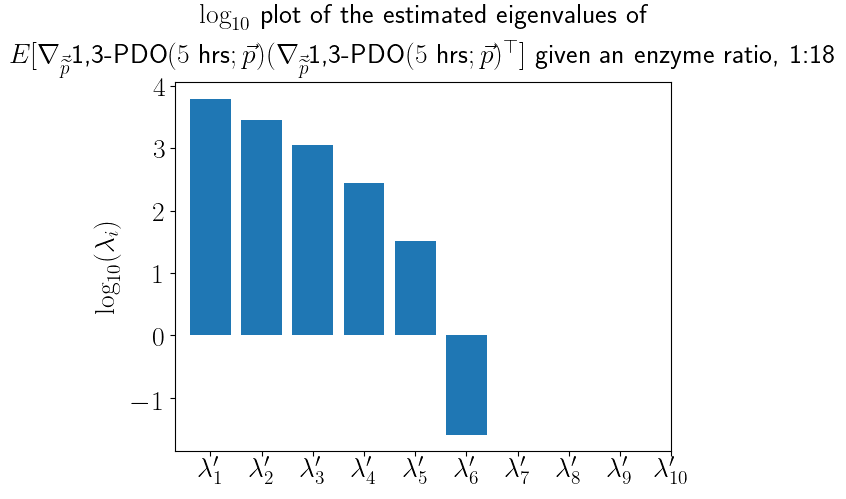 log₁₀ plot of the estimated eigenvalues of
E[∇_{p̃⃗}1,3-PDO(5 hrs; p⃗)(∇_{p̃⃗}1,3-PDO(5 hrs; p⃗)^⊤] given an enzyme ratio, 1:18
4
3
2
1
0
−1
log₁₀(λᵢ)
λ′₁ λ′₂ λ′₃ λ′₄ λ′₅ λ′₆ λ′₇ λ′₈ λ′₉ λ′₁₀